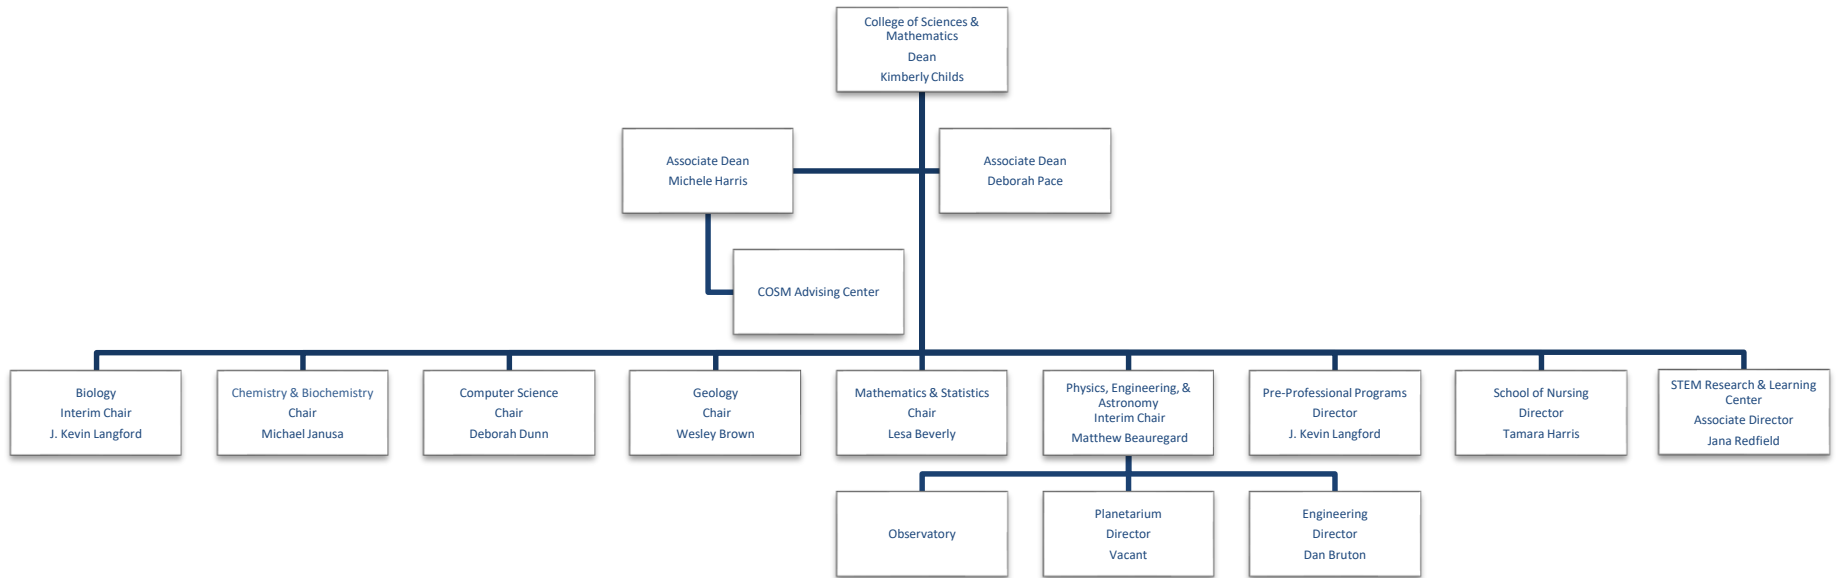 College of Sciences &
Mathematics
Dean
Kimberly Childs
Associate Dean
Michele Harris
Associate Dean
Deborah Pace
COSM Advising Center
Biology
Interim Chair
J. Kevin Langford
Chemistry & Biochemistry
Chair
Michael Janusa
Computer Science
Chair
Deborah Dunn
Geology
Chair
Wesley Brown
Mathematics & Statistics
Chair
Lesa Beverly
Physics, Engineering, &
Astronomy
Interim Chair
Matthew Beauregard
Pre-Professional Programs
Director
J. Kevin Langford
School of Nursing
Director
Tamara Harris
STEM Research & Learning
Center
Associate Director
Jana Redfield
Observatory
Planetarium
Director
Vacant
Engineering
Director
Dan Bruton